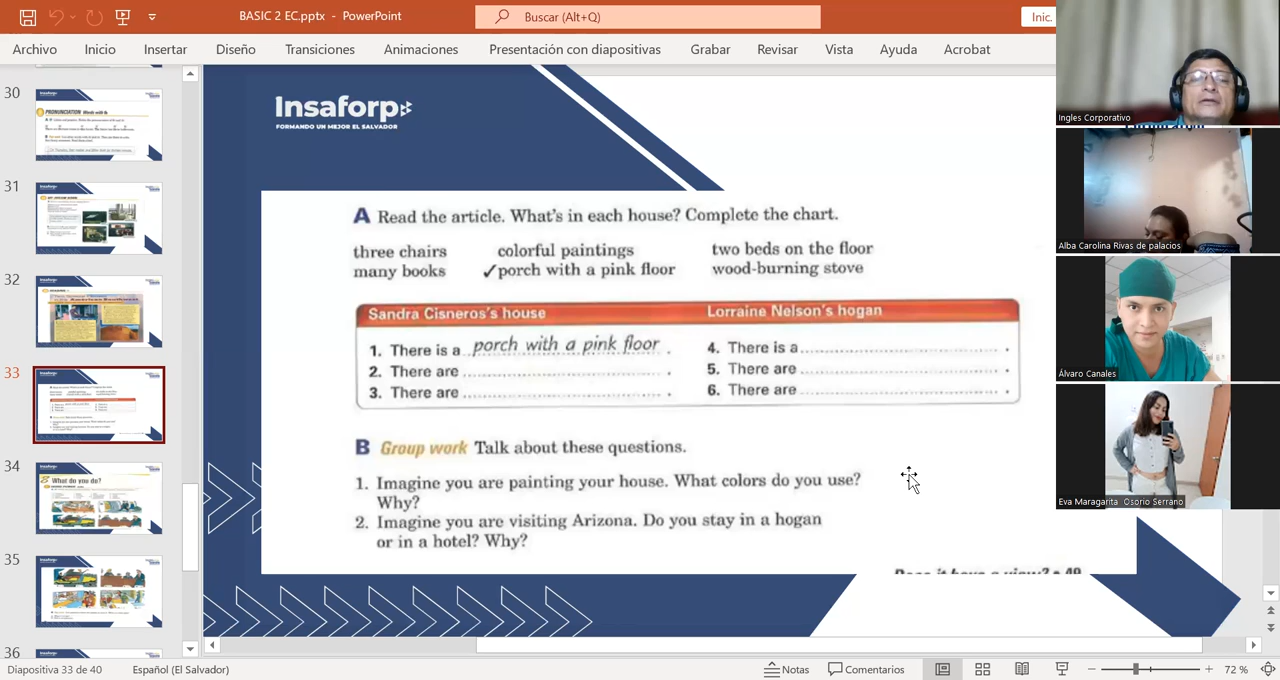 BASIC 2 EC.pptx - PowerPoint
Buscar (Alt+Q)
Inic.
Archivo Inicio Insertar Diseño Transiciones Animaciones Presentación con diapositivas Grabar Revisar Vista Ayuda Acrobat
30
31
32
33
34
35
36
What do you do?
Insaforp
FORMANDO UN MEJOR EL SALVADOR
A Read the article. What's in each house? Complete the chart.
three chairs colorful paintings two beds on the floor
many books ✓porch with a pink floor wood-burning stove
Sandra Cisneros's house Lorraine Nelson's hogan
1. There is a porch with a pink floor . 4. There is a .
2. There are . 5. There are .
3. There are . 6. There are .
B Group work Talk about these questions.
1. Imagine you are painting your house. What colors do you use?
Why?
2. Imagine you are visiting Arizona. Do you stay in a hogan
or in a hotel? Why?
Ingles Corporativo
Alba Carolina Rivas de palacios
Álvaro Canales
Eva Maragarita Osorio Serrano
Diapositiva 33 de 40 Español (El Salvador) Notas Comentarios 72 %